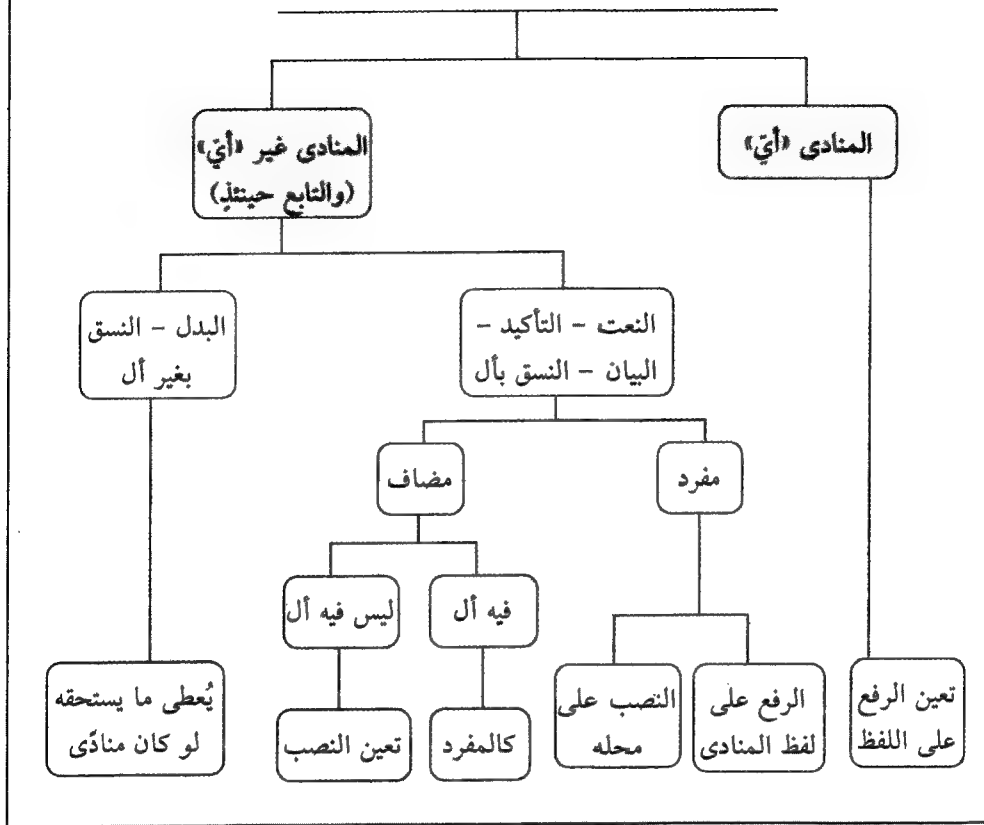 المنادى «أيّ»
المنادى غير «أيّ»
(والتابع حينئذٍ)
النعت - التأكيد -
البيان - النسق بأل
البدل - النسق
بغير أل
مفرد
مضاف
فيه أل
ليس فيه أل
تعين الرفع
على اللفظ
الرفع على
لفظ المنادى
النصب على
محله
كالمفرد
تعين النصب
يُعطى ما يستحقه
لو كان منادًى